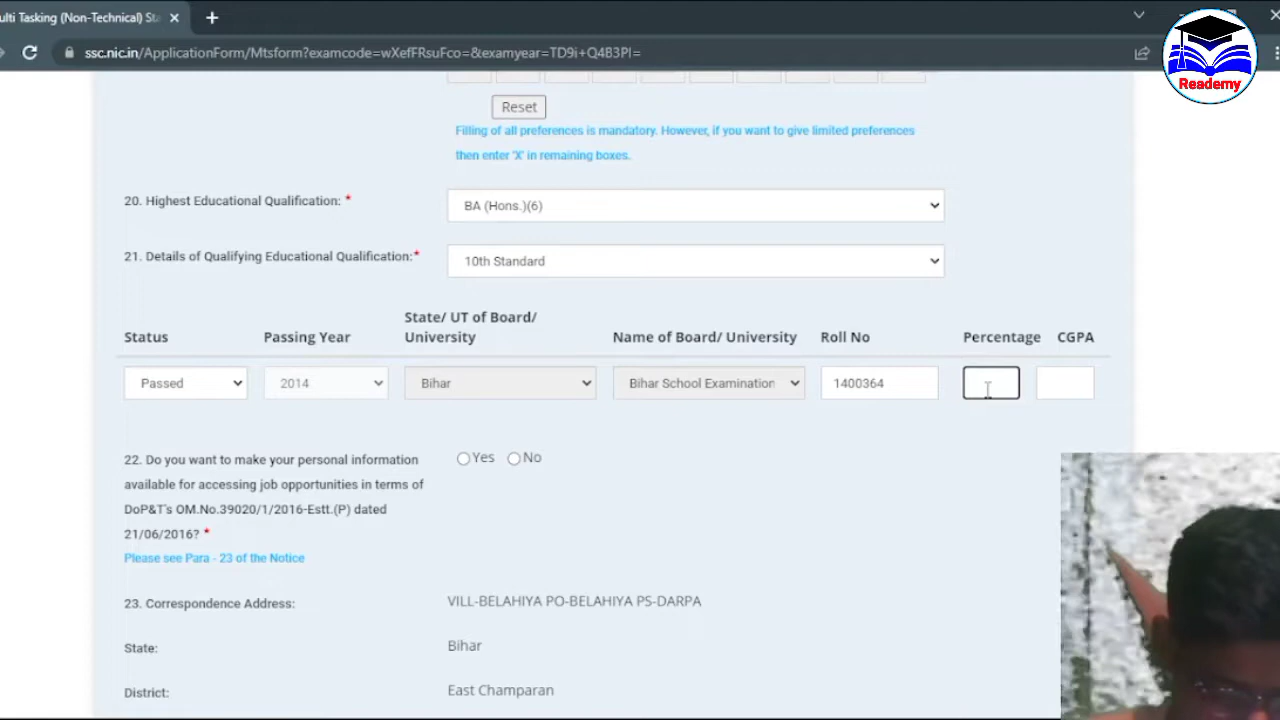 ulti Tasking (Non-Technical) Sta
ssc.nic.in/ApplicationForm/Mtsform?examcode=wXefFRsuFco=&examyear=TD9i+Q4B3PI=
Reademy
Reset
Filling of all preferences is mandatory. However, if you want to give limited preferences
then enter 'X' in remaining boxes.
20. Highest Educational Qualification: *
BA (Hons.)(6)
21. Details of Qualifying Educational Qualification:*
10th Standard
Status Passing Year State/ UT of Board/ University Name of Board/ University Roll No Percentage CGPA
Passed 2014 Bihar Bihar School Examination 1400364
22. Do you want to make your personal information
available for accessing job opportunities in terms of
DoP&T's OM.No.39020/1/2016-Estt.(P) dated
21/06/2016? *
Yes No
Please see Para - 23 of the Notice
23. Correspondence Address: VILL-BELAHIYA PO-BELAHIYA PS-DARPA
State: Bihar
District: East Champaran